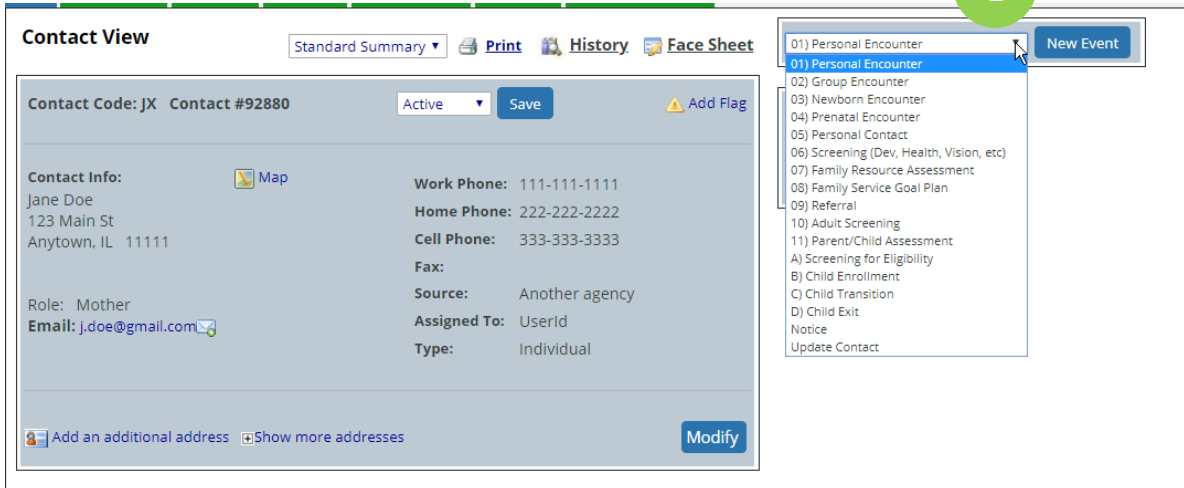 Contact View
Standard Summary
Print
History
Face Sheet
Contact Code: JX Contact #92880
Active
Save
Add Flag
Contact Info:
Map
Jane Doe
123 Main St
Anytown, IL 11111
Role: Mother
Email: j.doe@gmail.com
Work Phone: 111-111-1111
Home Phone: 222-222-2222
Cell Phone: 333-333-3333
Fax:
Source: Another agency
Assigned To: UserId
Type: Individual
Add an additional address
Show more addresses
Modify
01) Personal Encounter
New Event
01) Personal Encounter
02) Group Encounter
03) Newborn Encounter
04) Prenatal Encounter
05) Personal Contact
06) Screening (Dev, Health, Vision, etc)
07) Family Resource Assessment
08) Family Service Goal Plan
09) Referral
10) Adult Screening
11) Parent/Child Assessment
A) Screening for Eligibility
B) Child Enrollment
C) Child Transition
D) Child Exit
Notice
Update Contact